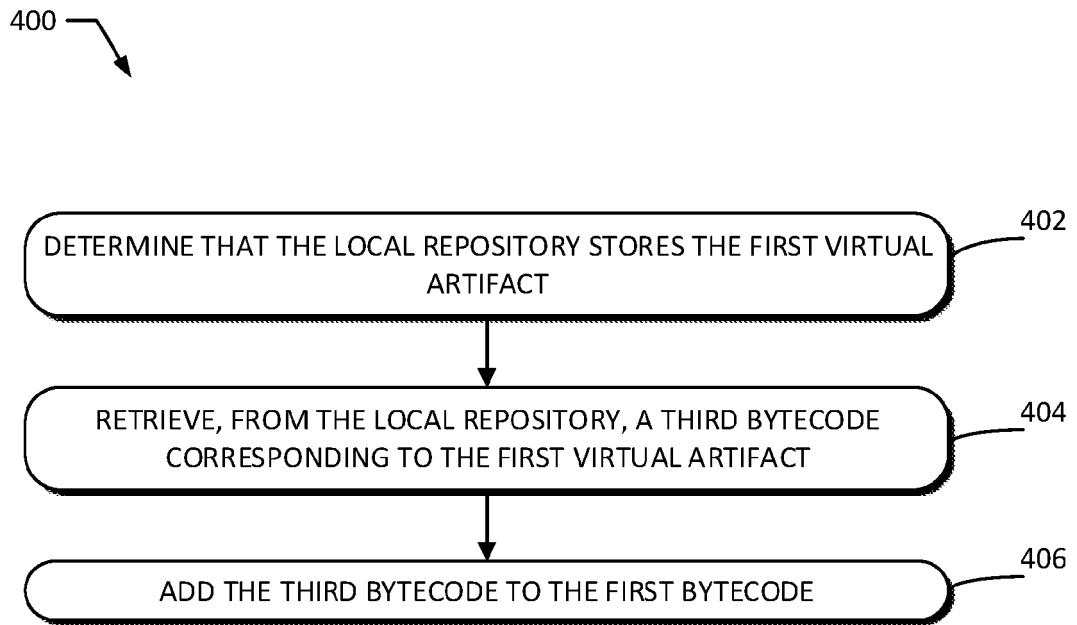 400
402
DETERMINE THAT THE LOCAL REPOSITORY STORES THE FIRST VIRTUAL
ARTIFACT
404
RETRIEVE, FROM THE LOCAL REPOSITORY, A THIRD BYTECODE
CORRESPONDING TO THE FIRST VIRTUAL ARTIFACT
406
ADD THE THIRD BYTECODE TO THE FIRST BYTECODE